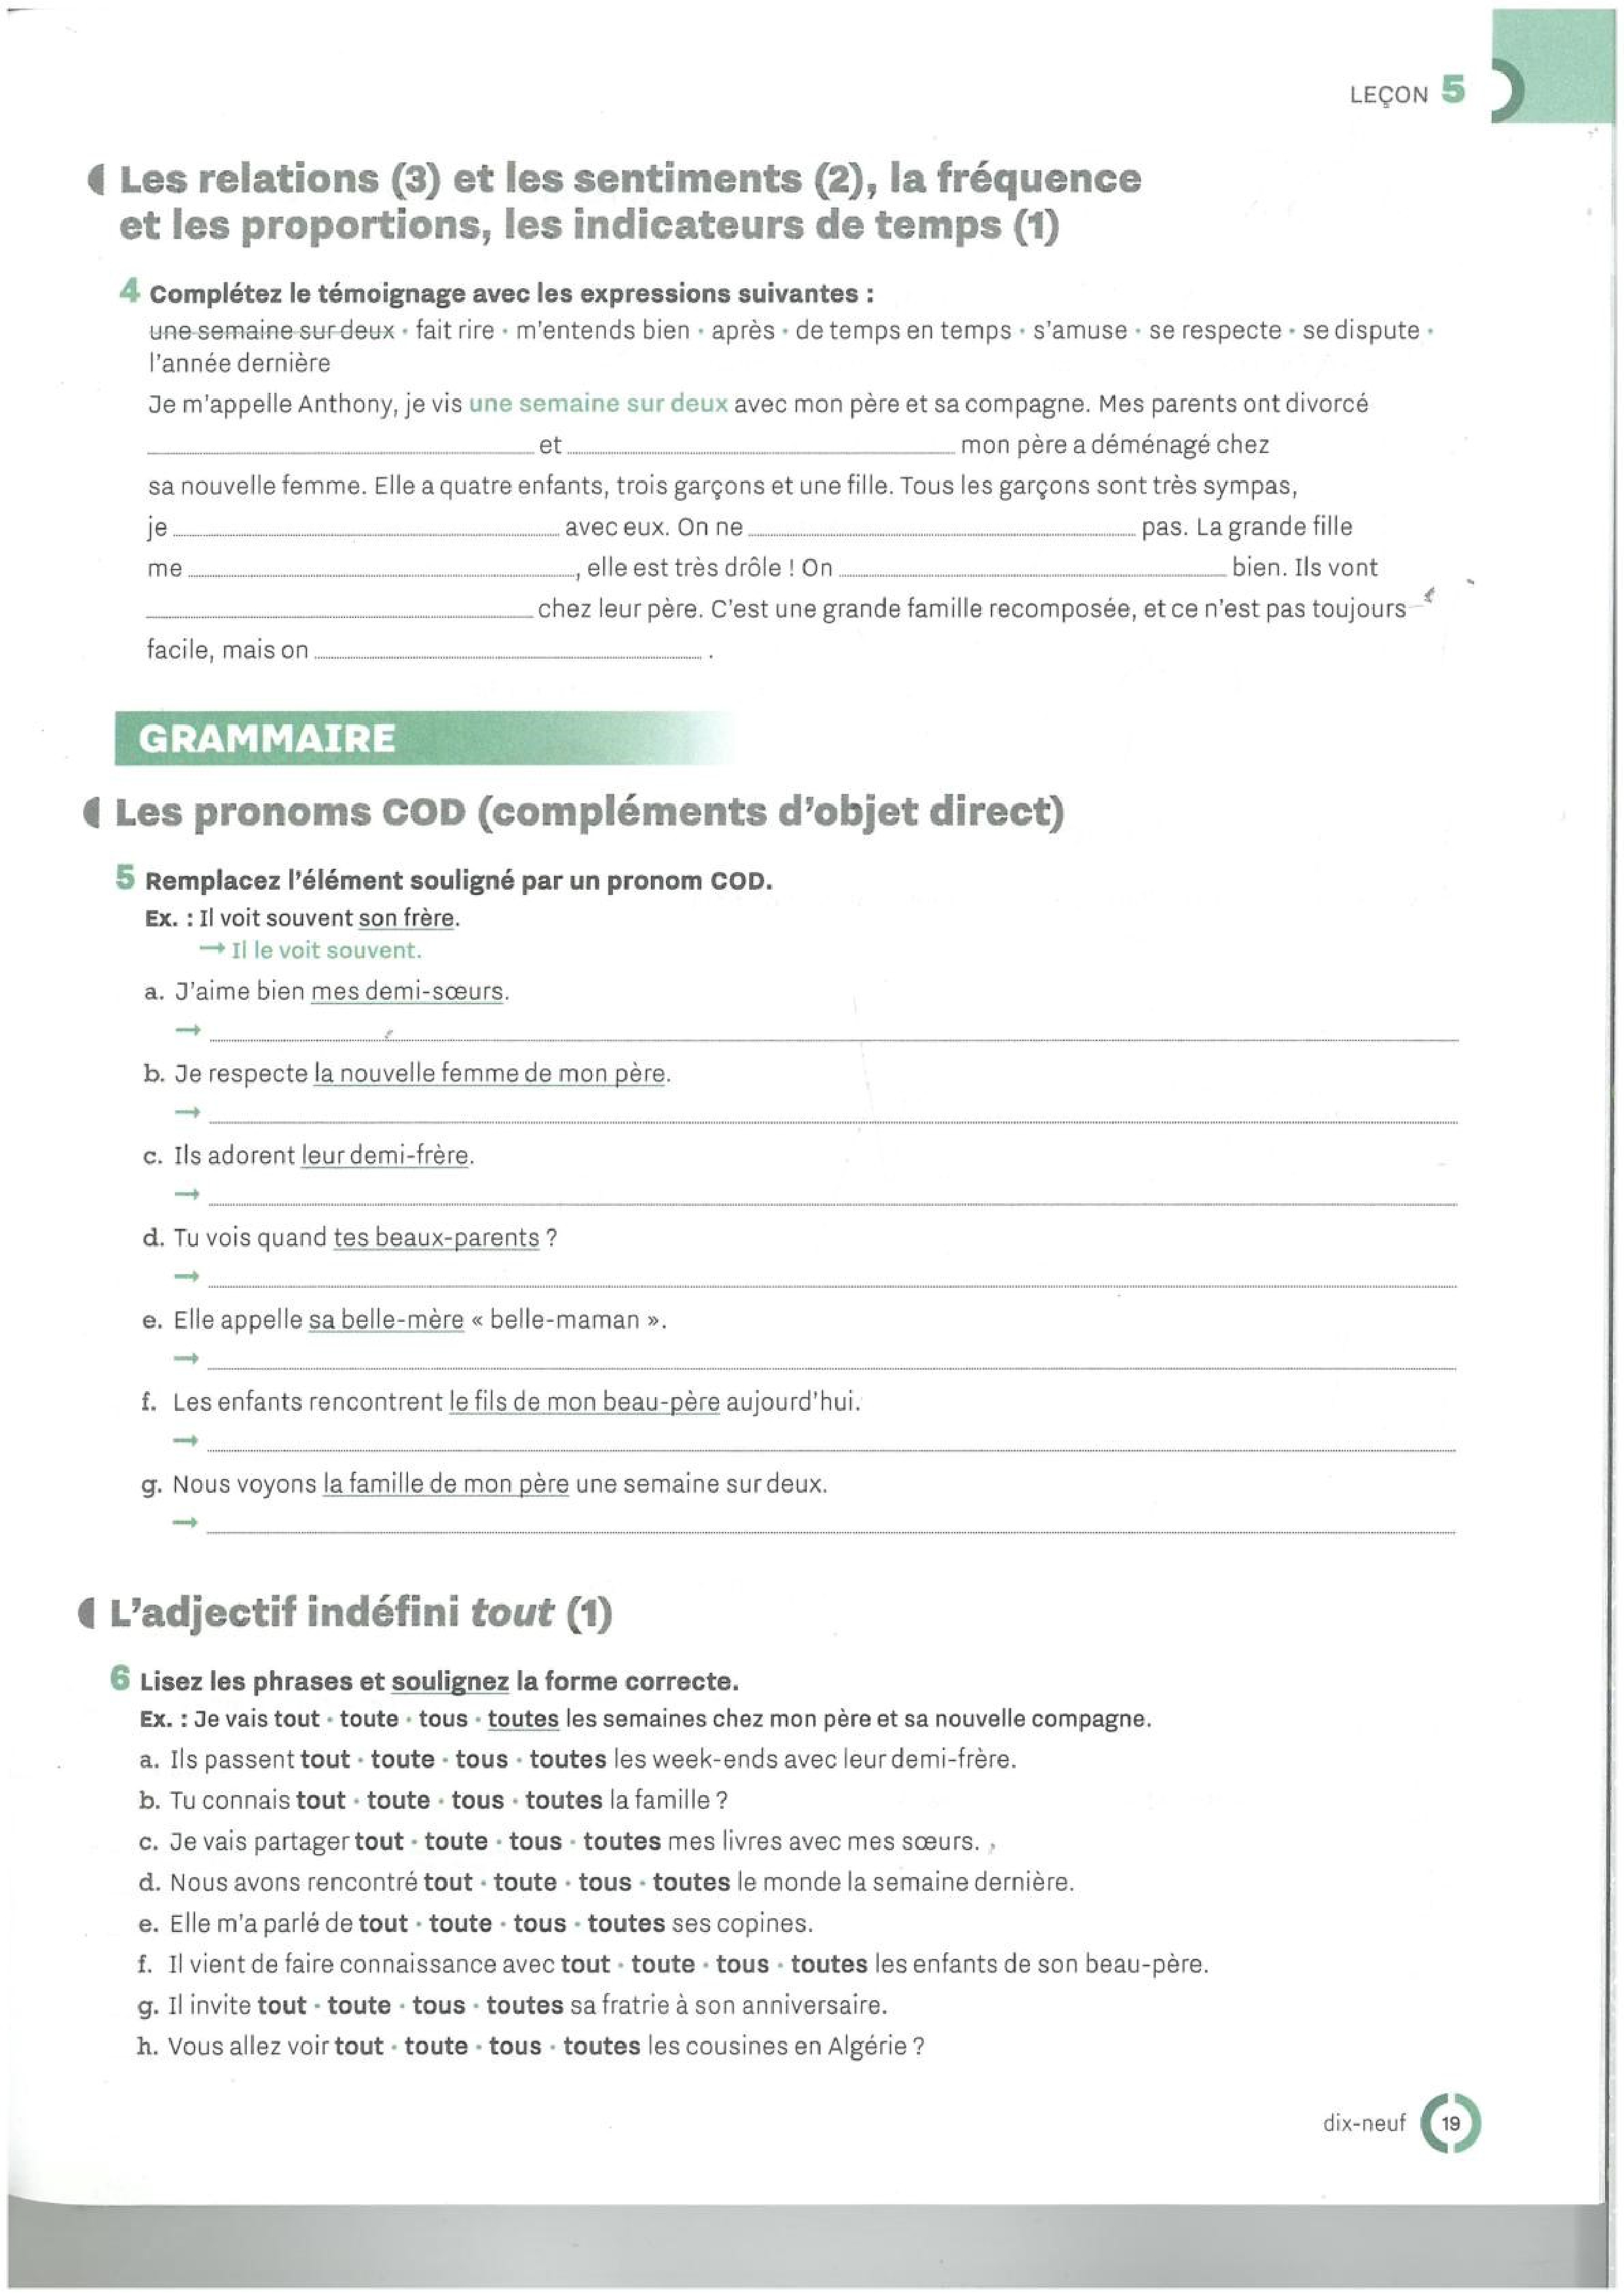 LEÇON 5
Les relations (3) et les sentiments (2), la fréquence
et les proportions, les indicateurs de temps (1)
4 Complétez le témoignage avec les expressions suivantes :
une semaine sur deux • fait rire • m'entends bien • après • de temps en temps • s'amuse • se respecte • se dispute •
l'année dernière
Je m'appelle Anthony, je vis une semaine sur deux avec mon père et sa compagne. Mes parents ont divorcé
et mon père a déménagé chez
sa nouvelle femme. Elle a quatre enfants, trois garçons et une fille. Tous les garçons sont très sympas,
je avec eux. On ne pas. La grande fille
me , elle est très drôle ! On bien. Ils vont
chez leur père. C'est une grande famille recomposée, et ce n'est pas toujours
facile, mais on .
GRAMMAIRE
Les pronoms COD (compléments d'objet direct)
5 Remplacez l'élément souligné par un pronom COD.
Ex. : Il voit souvent son frère.
→ Il le voit souvent.
a. J'aime bien mes demi-sœurs.
→
b. Je respecte la nouvelle femme de mon père.
→
c. Ils adorent leur demi-frère.
→
d. Tu vois quand tes beaux-parents ?
→
e. Elle appelle sa belle-mère « belle-maman ».
→
f. Les enfants rencontrent le fils de mon beau-père aujourd'hui.
→
g. Nous voyons la famille de mon père une semaine sur deux.
→
L'adjectif indéfini tout (1)
6 Lisez les phrases et soulignez la forme correcte.
Ex. : Je vais tout • toute • tous • toutes les semaines chez mon père et sa nouvelle compagne.
a. Ils passent tout • toute • tous • toutes les week-ends avec leur demi-frère.
b. Tu connais tout • toute • tous • toutes la famille ?
c. Je vais partager tout • toute • tous • toutes mes livres avec mes sœurs.
d. Nous avons rencontré tout • toute • tous • toutes le monde la semaine dernière.
e. Elle m'a parlé de tout • toute • tous • toutes ses copines.
f. Il vient de faire connaissance avec tout • toute • tous • toutes les enfants de son beau-père.
g. Il invite tout • toute • tous • toutes sa fratrie à son anniversaire.
h. Vous allez voir tout • toute • tous • toutes les cousines en Algérie ?
dix-neuf 19